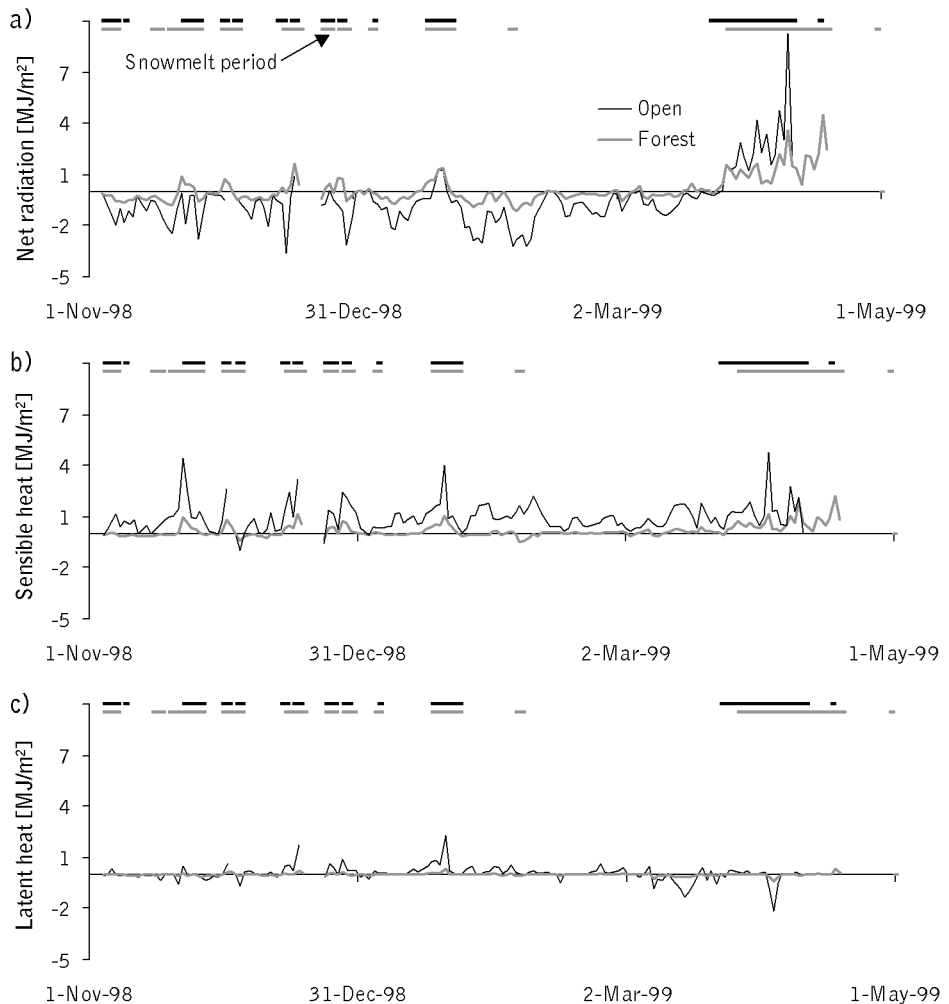 a)
Snowmelt period
Open
Forest
Net radiation [MJ/m²]
7
4
1
-2
-5
1-Nov-98 31-Dec-98 2-Mar-99 1-May-99
b)
Sensible heat [MJ/m²]
7
4
1
-2
-5
1-Nov-98 31-Dec-98 2-Mar-99 1-May-99
c)
Latent heat [MJ/m²]
7
4
1
-2
-5
1-Nov-98 31-Dec-98 2-Mar-99 1-May-99